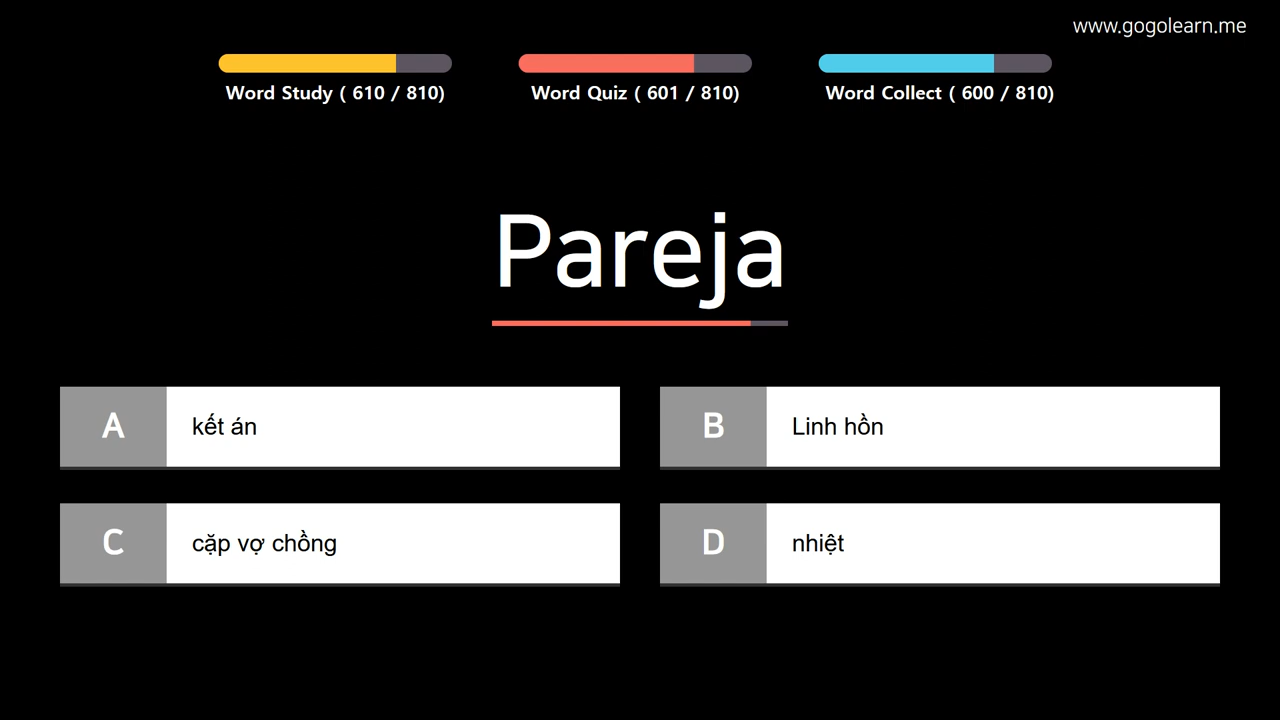 www.gogolearn.me
Word Study ( 610 / 810)
Word Quiz ( 601 / 810)
Word Collect ( 600 / 810)
Pareja
A kết án
B Linh hồn
C cặp vợ chồng
D nhiệt